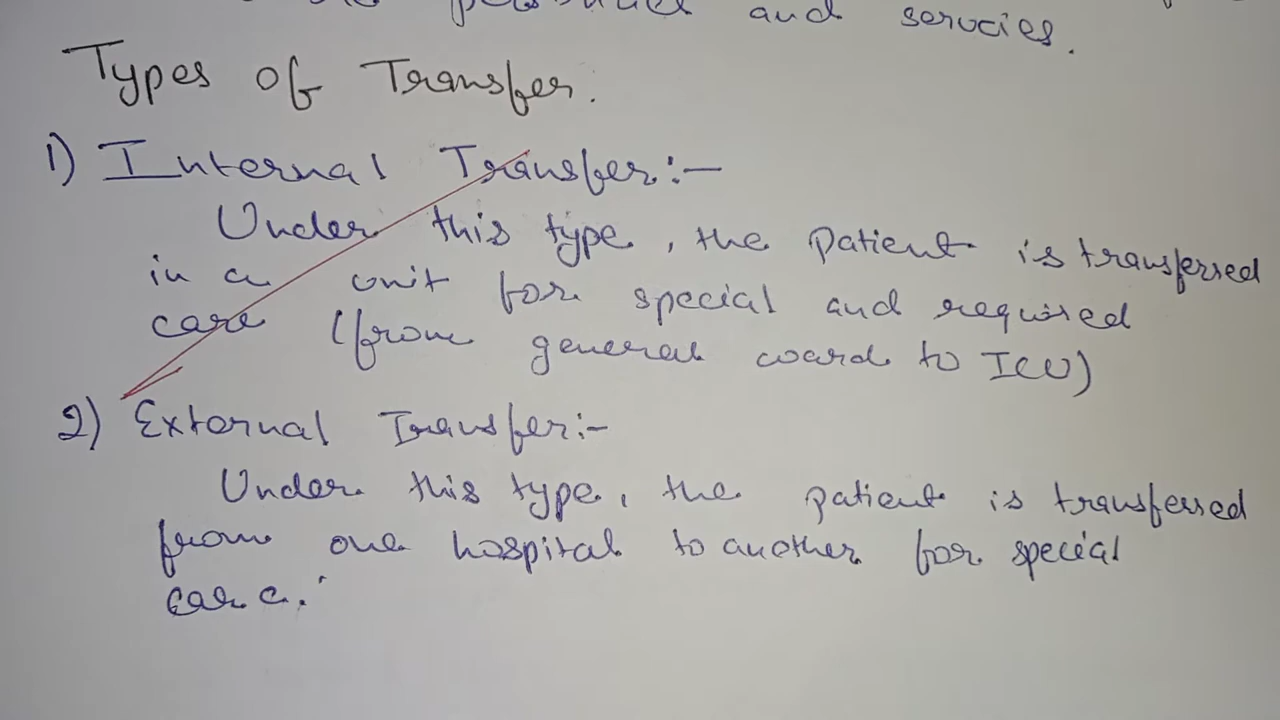 and servcies.
Types of Transfer.
1) Internal Transfer:-
Under this type, the patient is transferred
in a unit for special and required
care (from general ward to ICU)
2) External Transfer:-
Under this type, the patient is transferred
from one hospital to another for special
care.